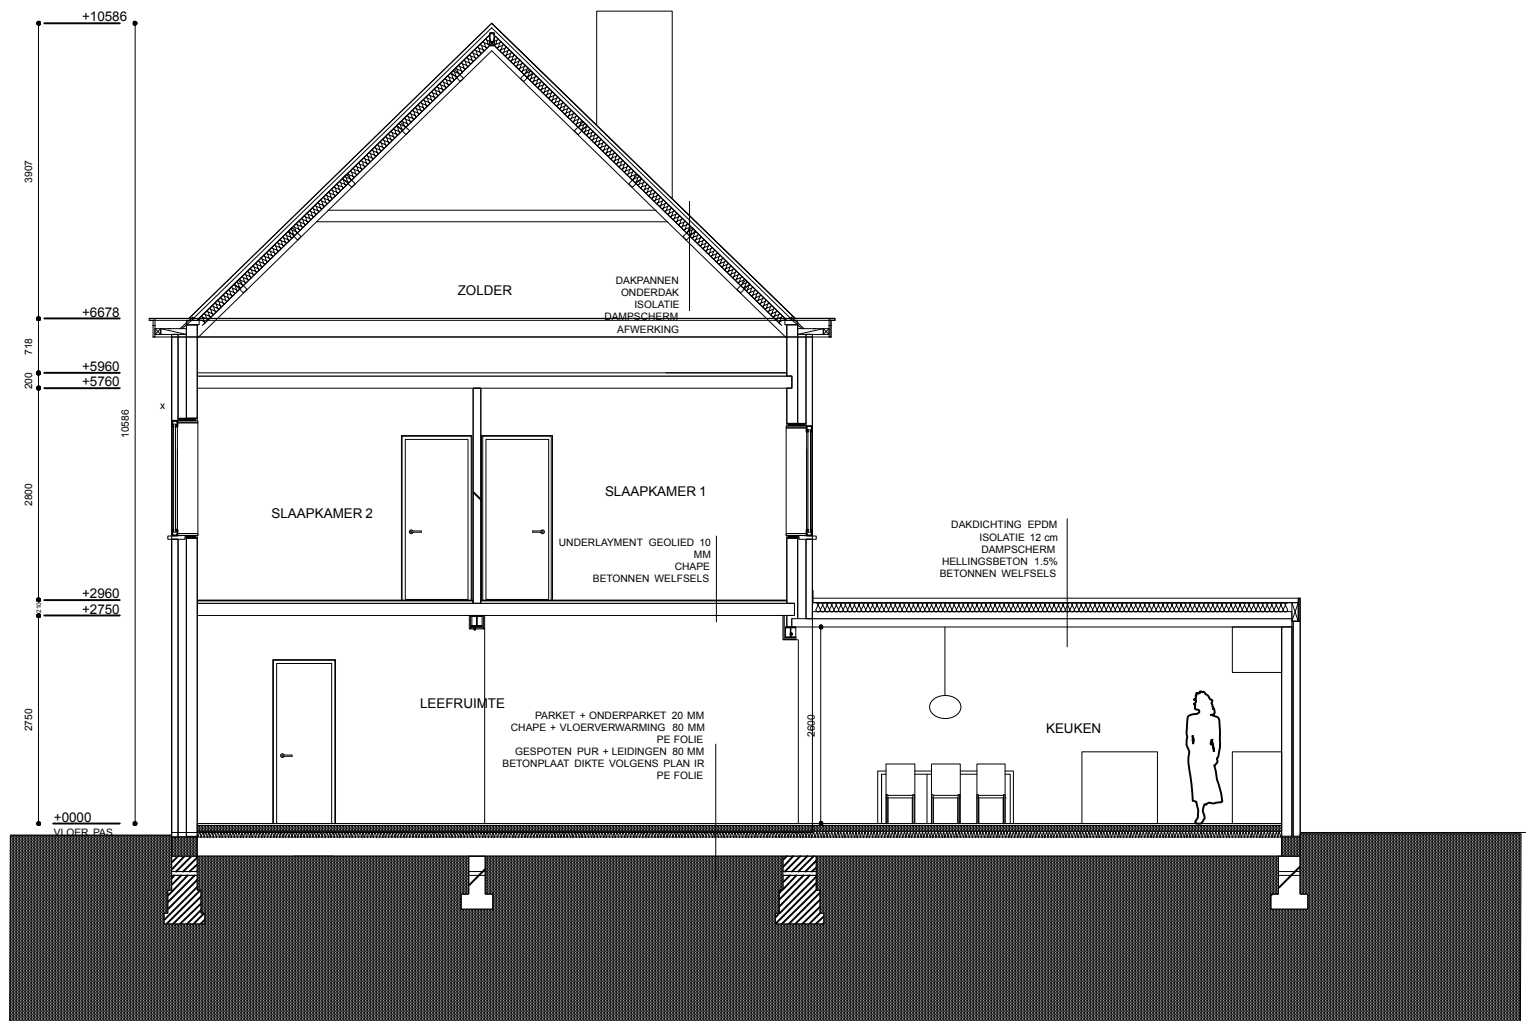 +10586
3907
ZOLDER
DAKPANNEN
ONDERDAK
ISOLATIE
DAMPSCHERM
AFWERKING
+6678
718
+5960
200
+5760
x
10586
2800
SLAAPKAMER 2
SLAAPKAMER 1
UNDERLAYMENT GEOLIED 10
MM
CHAPE
BETONNEN WELFSELS
DAKDICHTING EPDM
ISOLATIE 12 cm
DAMPSCHERM
HELLINGSBETON 1.5%
BETONNEN WELFSELS
+2960
210
+2750
2750
LEEFRUIMTE
PARKET + ONDERPARKET 20 MM
CHAPE + VLOERVERWARMING 80 MM
PE FOLIE
GESPOTEN PUR + LEIDINGEN 80 MM
BETONPLAAT DIKTE VOLGENS PLAN IR
PE FOLIE
2600
KEUKEN
+0000
VLOER PAS